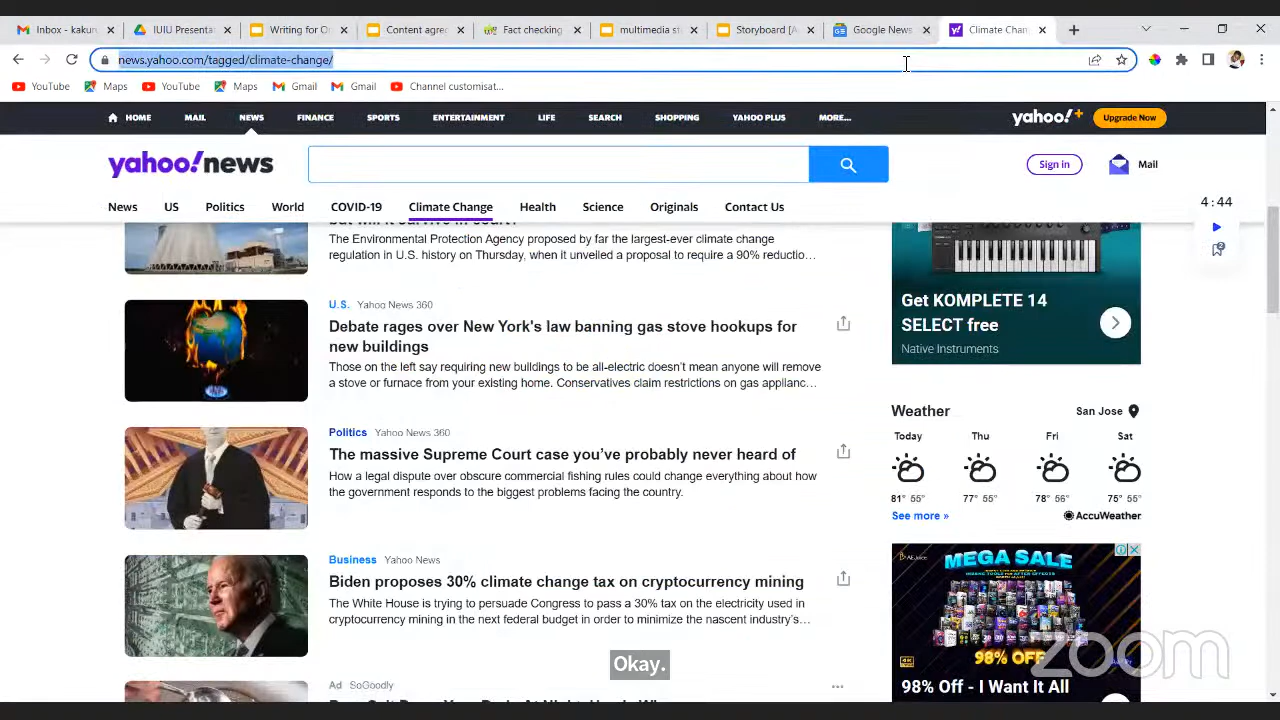 Inbox - kakun
IUIU Presenta
Writing for O
Content agre
Fact checking
multimedia st
Storyboard [A
Google News
Climate Chan
news.yahoo.com/tagged/climate-change/
YouTube
Maps
YouTube
Maps
Gmail
Gmail
Channel customisat...
HOME
MAIL
NEWS
FINANCE
SPORTS
ENTERTAINMENT
LIFE
SEARCH
SHOPPING
YAHOO PLUS
MORE...
yahoo!+
Upgrade Now
yahoo!news
Sign in
Mail
News
US
Politics
World
COVID-19
Climate Change
Health
Science
Originals
Contact Us
4:44
but will it survive in court?
The Environmental Protection Agency proposed by far the largest-ever climate change
regulation in U.S. history on Thursday, when it unveiled a proposal to require a 90% reductio...
U.S. Yahoo News 360
Debate rages over New York's law banning gas stove hookups for
new buildings
Those on the left say requiring new buildings to be all-electric doesn't mean anyone will remove
a stove or furnace from your existing home. Conservatives claim restrictions on gas applianc...
Politics Yahoo News 360
The massive Supreme Court case you've probably never heard of
How a legal dispute over obscure commercial fishing rules could change everything about how
the government responds to the biggest problems facing the country.
Business Yahoo News
Biden proposes 30% climate change tax on cryptocurrency mining
The White House is trying to persuade Congress to pass a 30% tax on the electricity used in
cryptocurrency mining in the next federal budget in order to minimize the nascent industry's...
Ad SoGoodly
Get KOMPLETE 14
SELECT free
Native Instruments
Weather
San Jose
Today
Thu
Fri
Sat
81° 55°
77° 55°
78° 56°
75° 55°
See more »
AccuWeather
AEJuice
MEGA SALE
4K
98% OFF
98% Off - I Want It All
Okay.
zoom